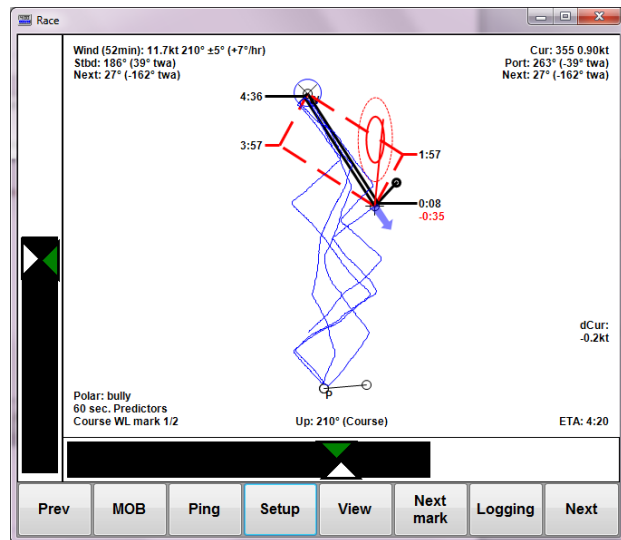 Race
Wind (52min): 11.7kt 210° ±5° (+7°/hr)
Stbd: 186° (39° twa)
Next: 27° (-162° twa)
Cur: 355 0.90kt
Port: 263° (-39° twa)
Next: 27° (-162° twa)
4:36
3:57
1:57
0:08
-0:35
dCur:
-0.2kt
P
Polar: bully
60 sec. Predictors
Course WL mark 1/2
Up: 210° (Course)
ETA: 4:20
Prev
MOB
Ping
Setup
View
Next
mark
Logging
Next